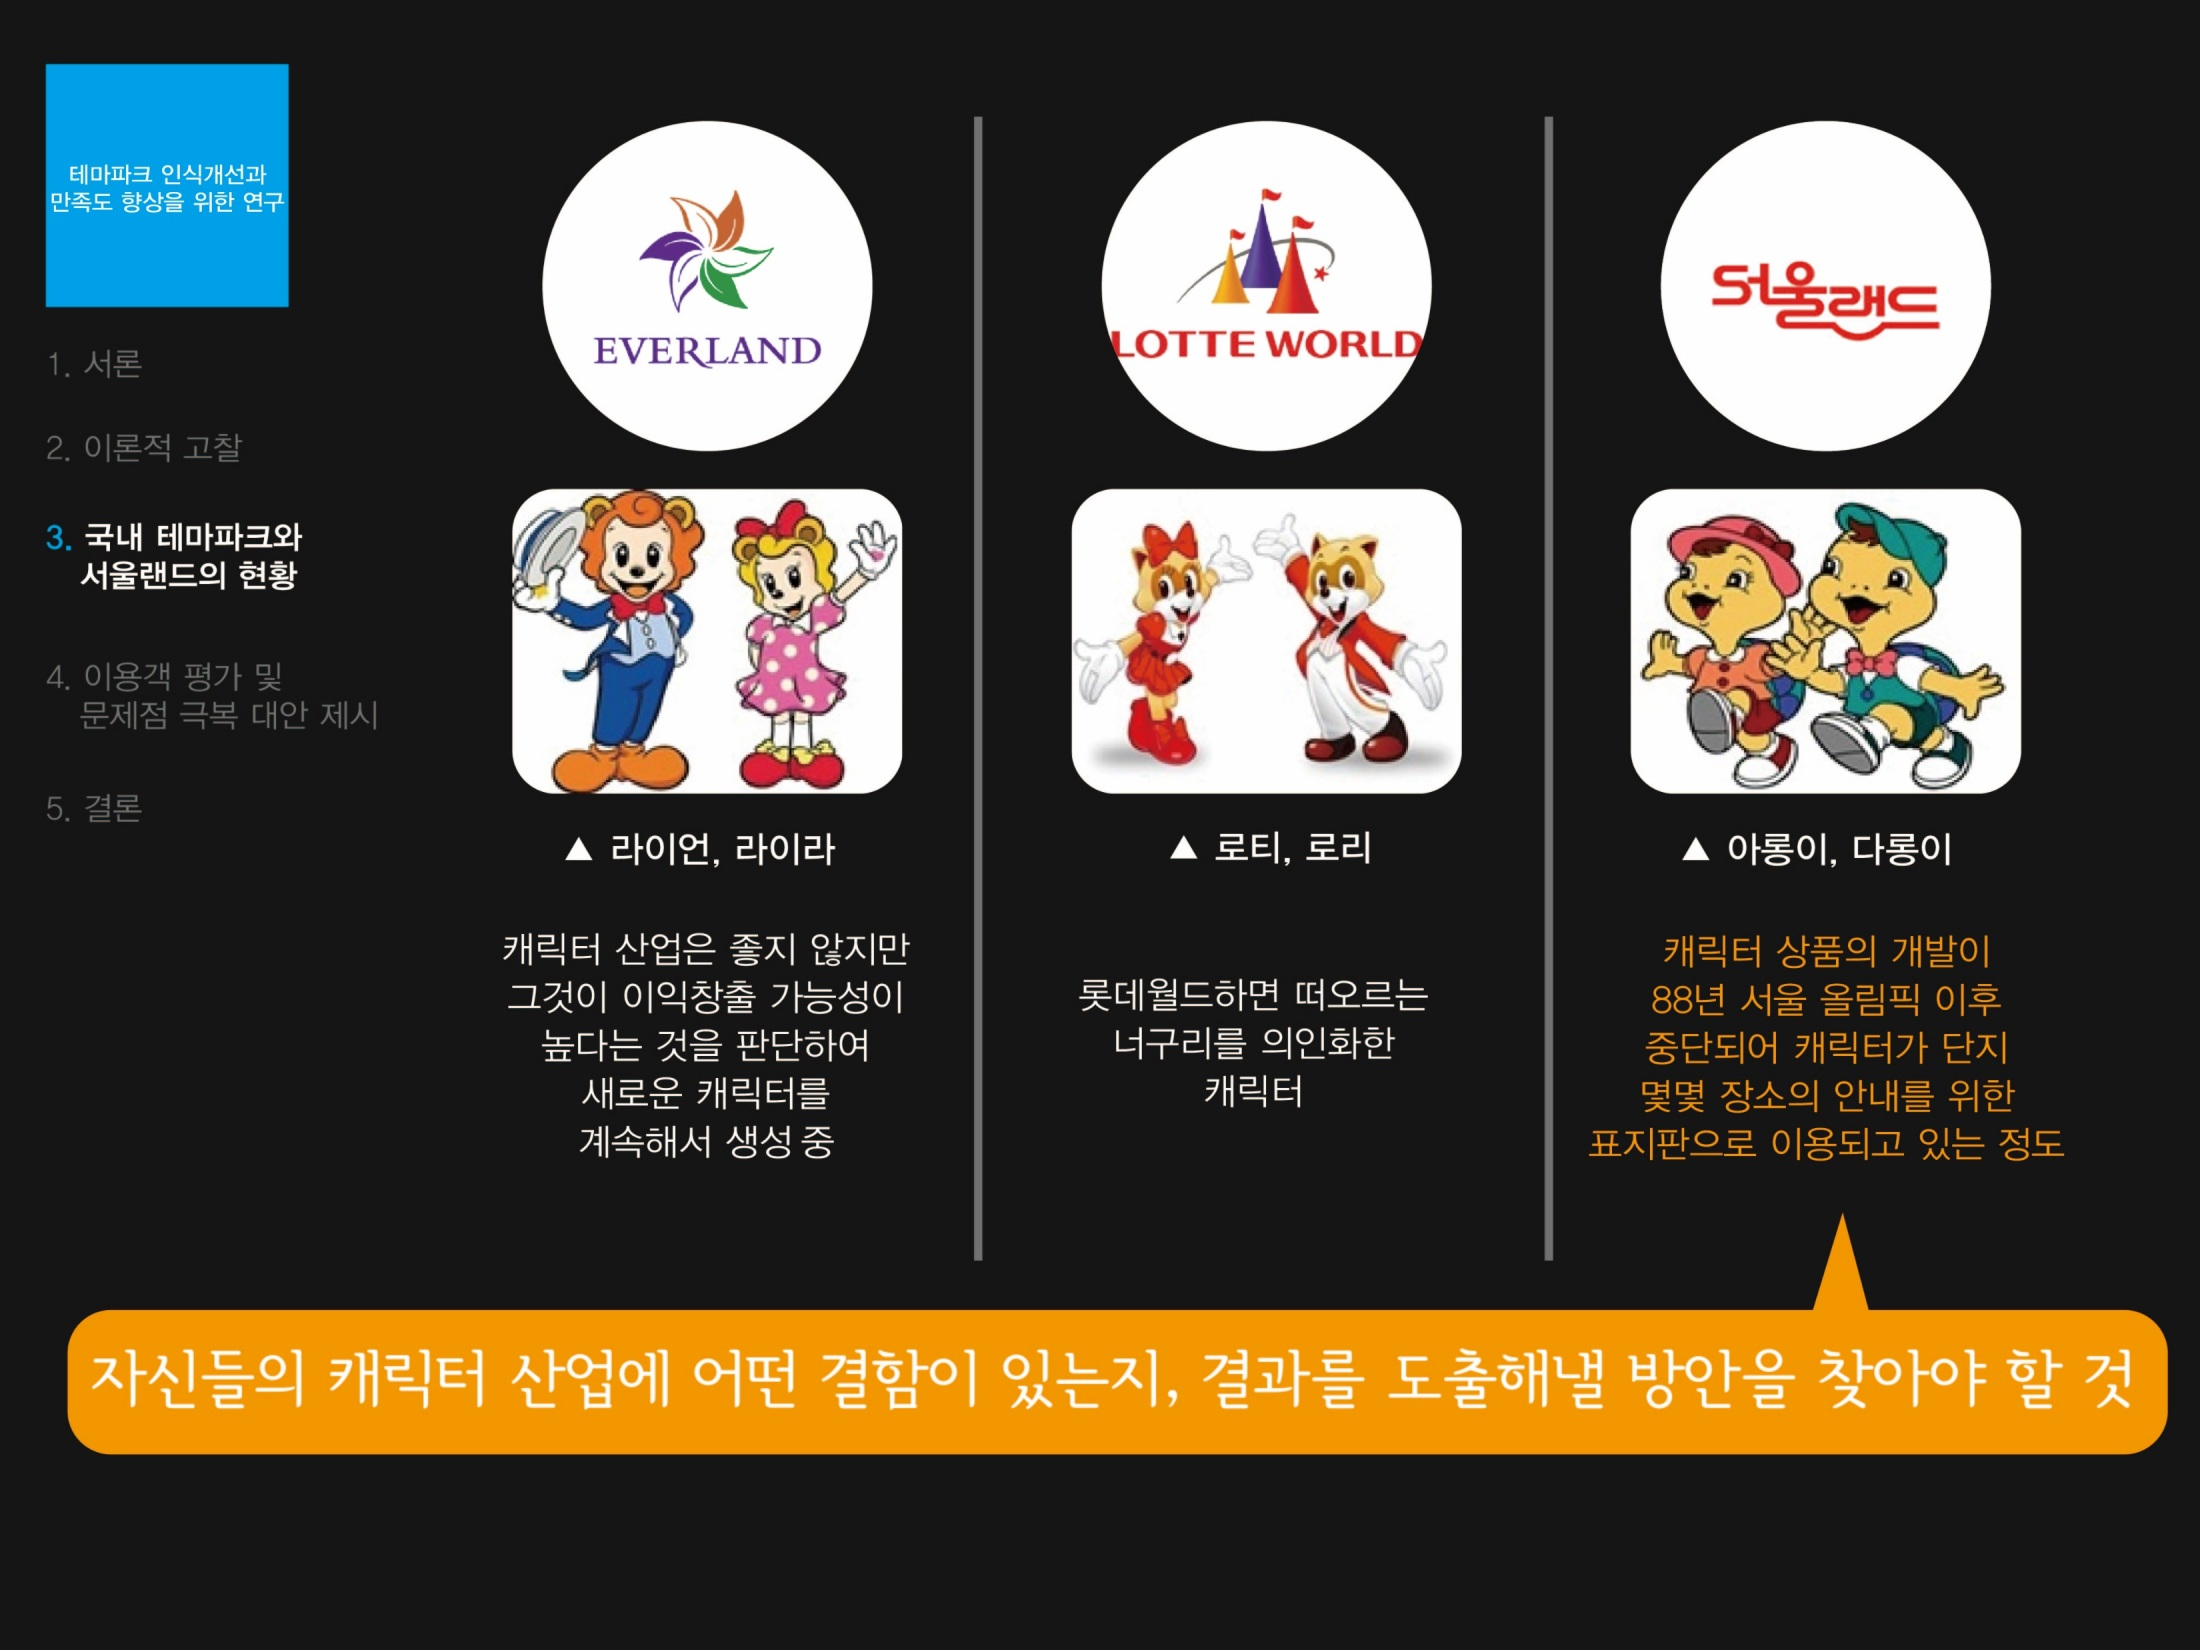 테마파크 인식개선과
만족도 향상을 위한 연구
1. 서론
2. 이론적 고찰
3. 국내 테마파크와
서울랜드의 현황
4. 이용객 평가 및
문제점 극복 대안 제시
5. 결론
EVERLAND
▲ 라이언, 라이라
캐릭터 산업은 좋지 않지만
그것이 이익창출 가능성이
높다는 것을 판단하여
새로운 캐릭터를
계속해서 생성 중
LOTTE WORLD
▲ 로티, 로리
롯데월드하면 떠오르는
너구리를 의인화한
캐릭터
서울랜드
▲ 아롱이, 다롱이
캐릭터 상품의 개발이
88년 서울 올림픽 이후
중단되어 캐릭터가 단지
몇몇 장소의 안내를 위한
표지판으로 이용되고 있는 정도
자신들의 캐릭터 산업에 어떤 결함이 있는지, 결과를 도출해낼 방안을 찾아야 할 것